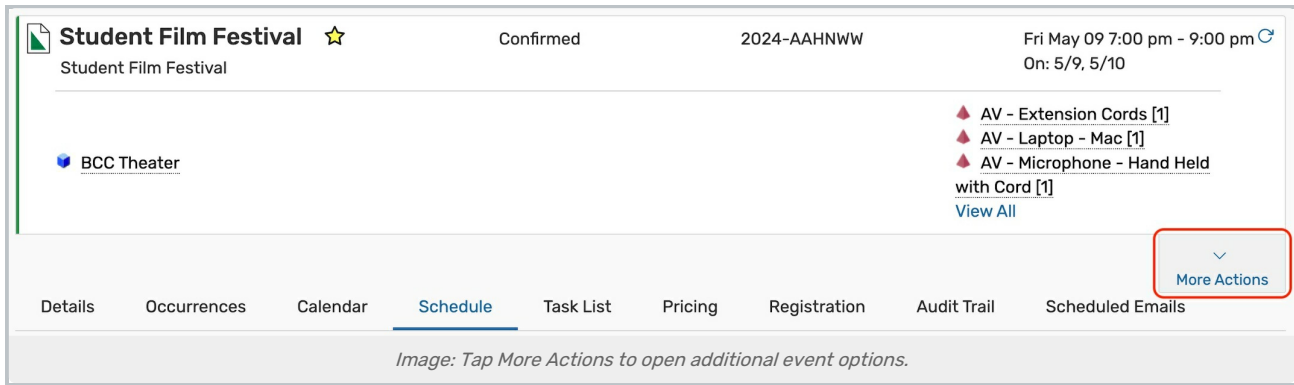 Student Film Festival Confirmed 2024-AAHNWW Fri May 09 7:00 pm - 9:00 pm
Student Film Festival On: 5/9, 5/10
AV - Extension Cords [1]
AV - Laptop - Mac [1]
BCC Theater AV - Microphone - Hand Held
with Cord [1]
View All
More Actions
Details Occurrences Calendar Schedule Task List Pricing Registration Audit Trail Scheduled Emails
Image: Tap More Actions to open additional event options.